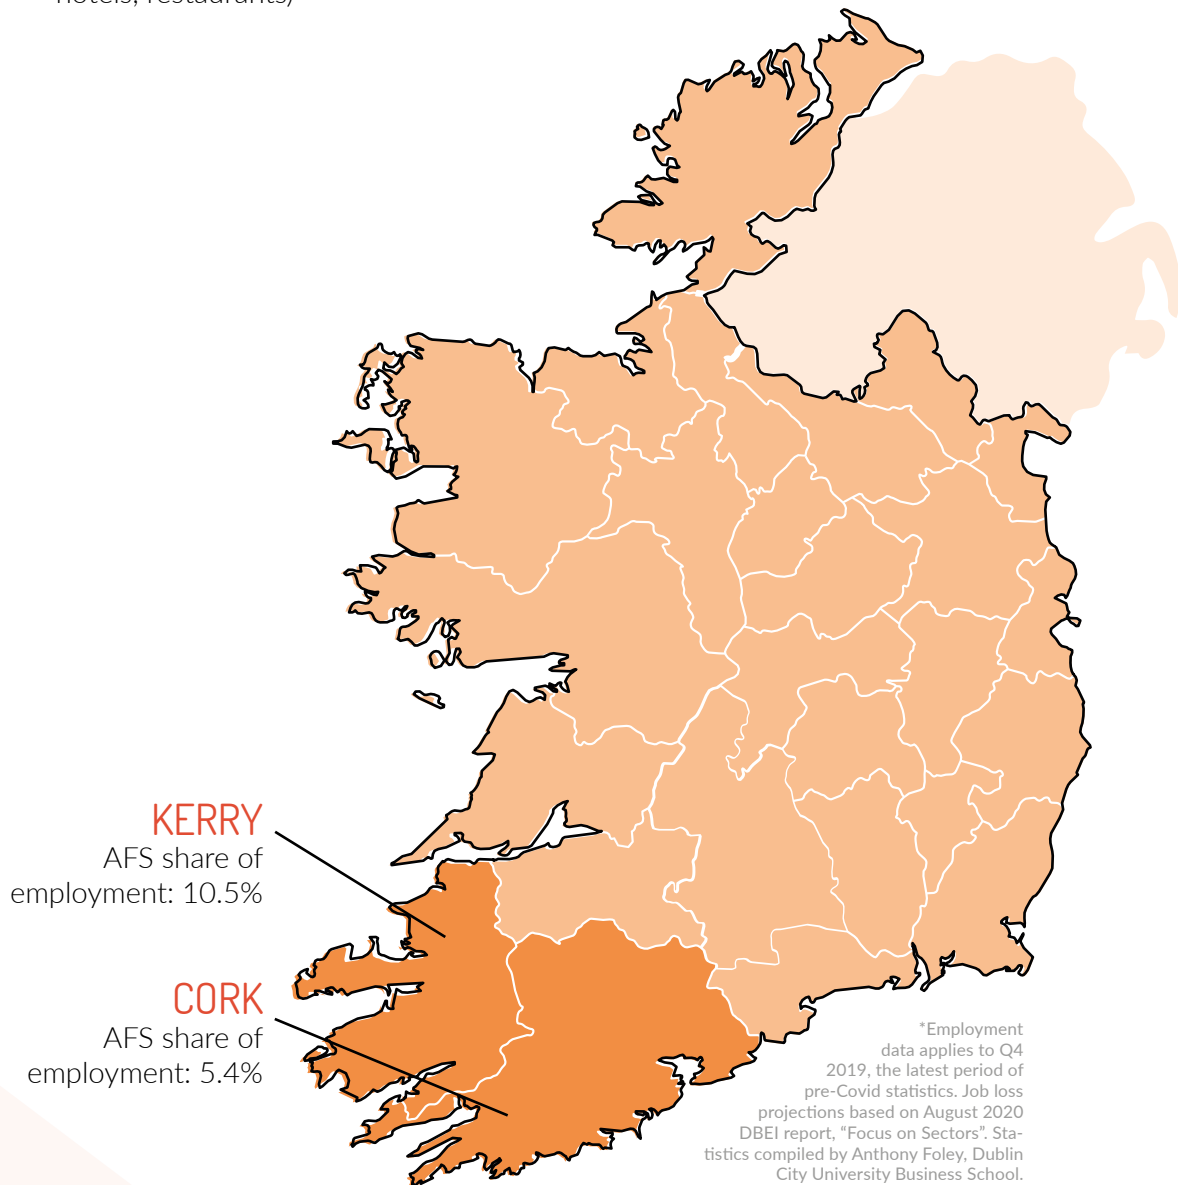 hotels, restaurants)
KERRY
AFS share of
employment: 10.5%
CORK
AFS share of
employment: 5.4%
*Employment
data applies to Q4
2019, the latest period of
pre-Covid statistics. Job loss
projections based on August 2020
DBEI report, “Focus on Sectors”. Sta-
tistics compiled by Anthony Foley, Dublin
City University Business School.